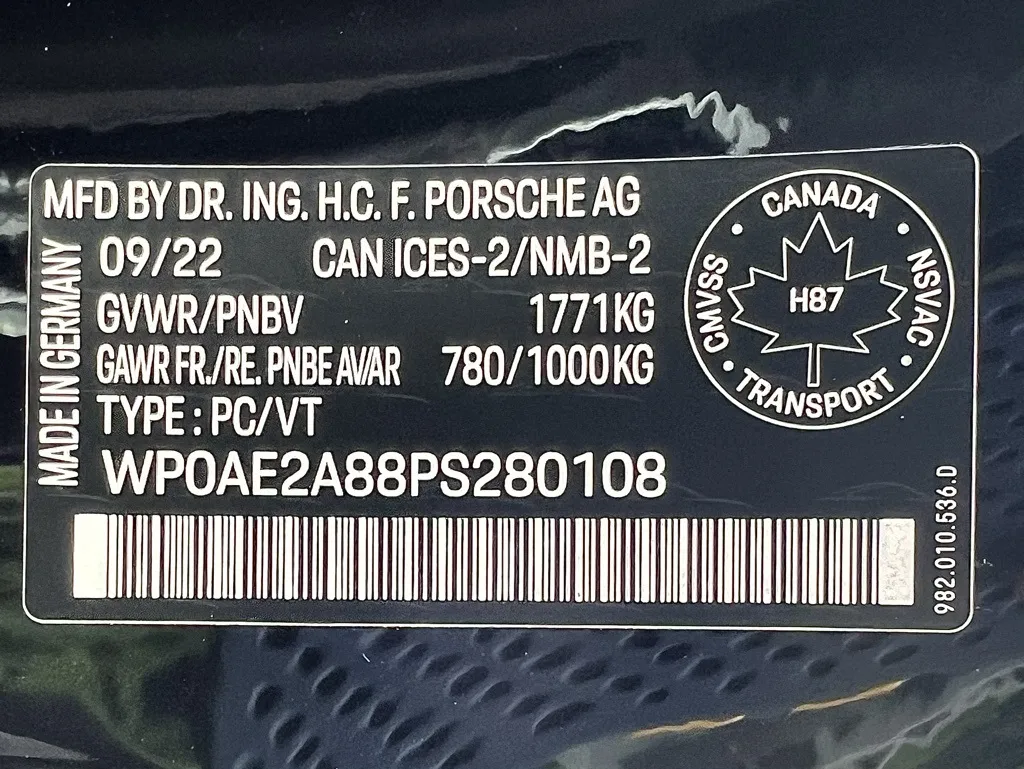 MFD BY DR. ING. H.C. F. PORSCHE AG
09/22 CAN ICES-2/NMB-2
GVWR/PNBV 1771KG
GAWR FR./RE. PNBE AV/AR 780/1000KG
TYPE : PC/VT
WP0AE2A88PS280108
MADE IN GERMANY
CANADA
CMVSS
NSVAC
H87
TRANSPORT
982.010.536.D